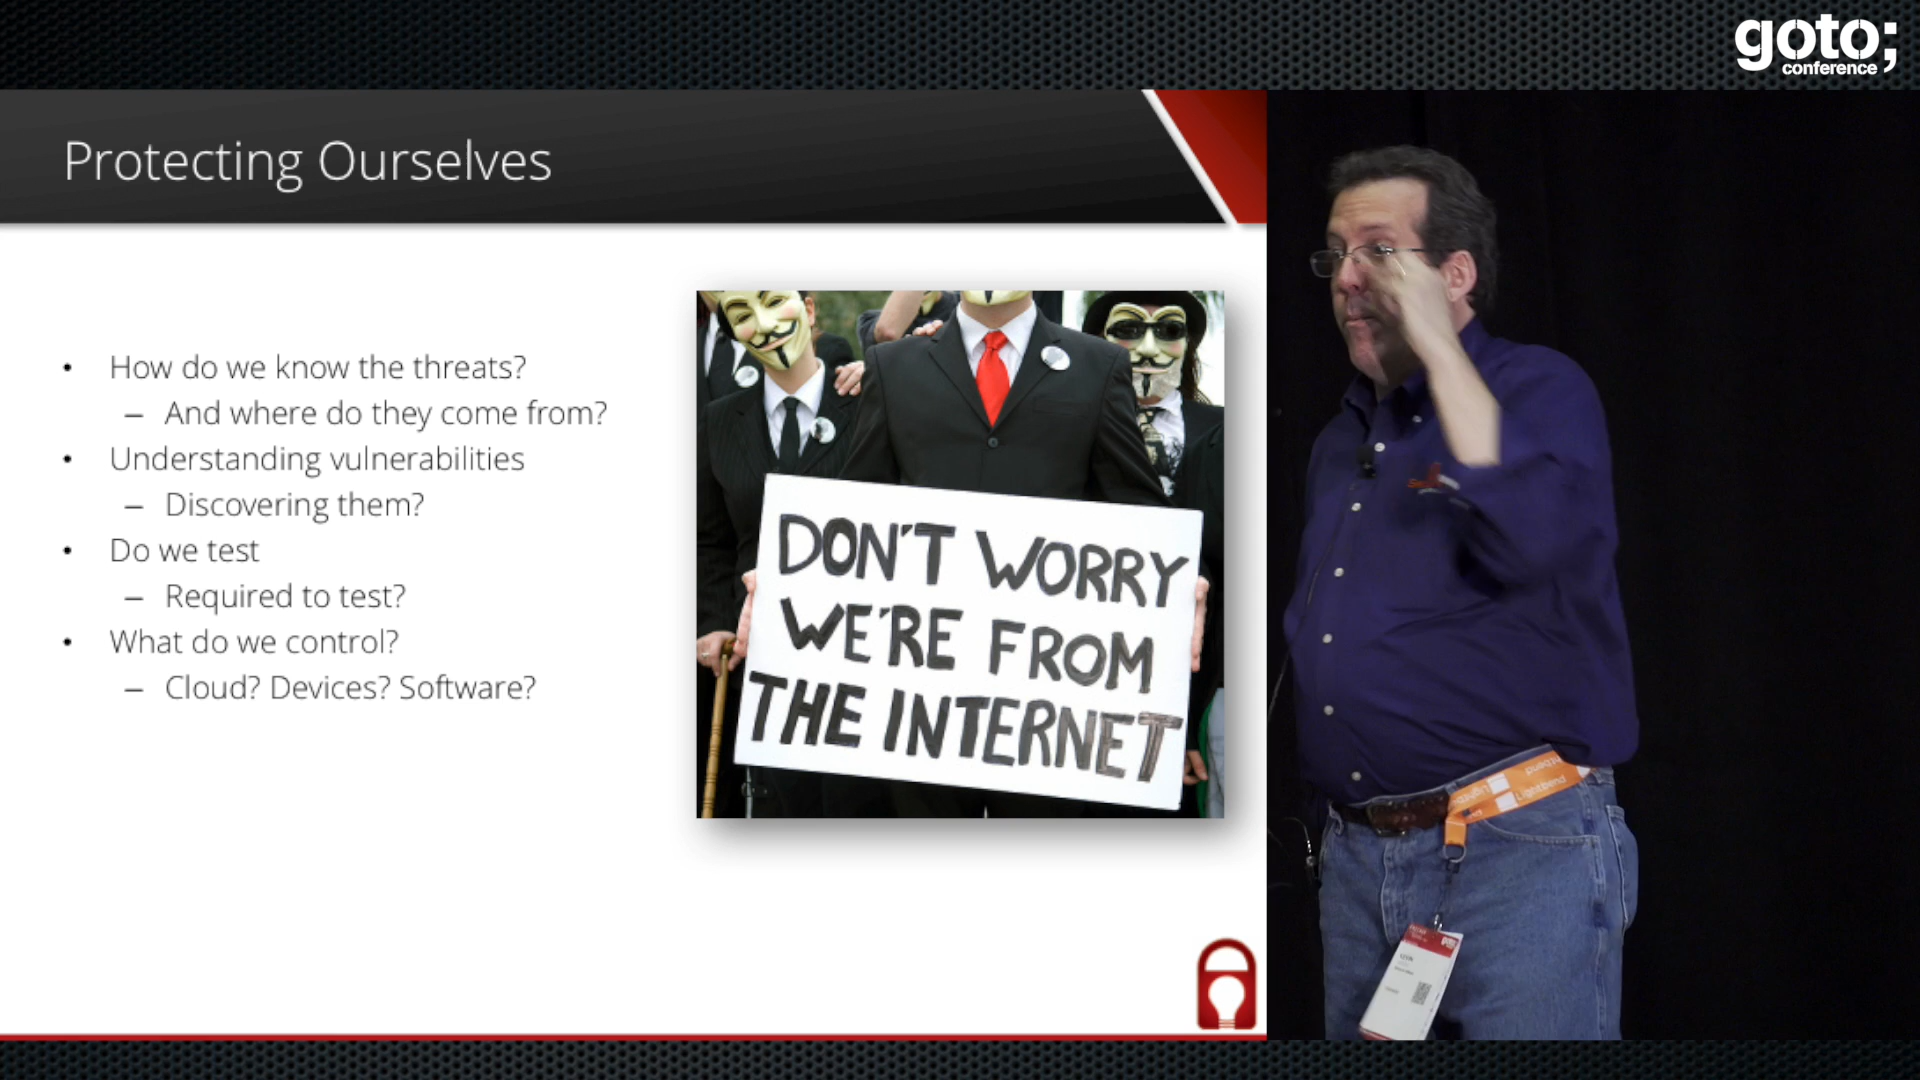 goto;
conference
Protecting Ourselves
• How do we know the threats?
– And where do they come from?
• Understanding vulnerabilities
– Discovering them?
• Do we test
– Required to test?
• What do we control?
– Cloud? Devices? Software?
DON'T WORRY
WE'RE FROM
THE INTERNET
Lightbend